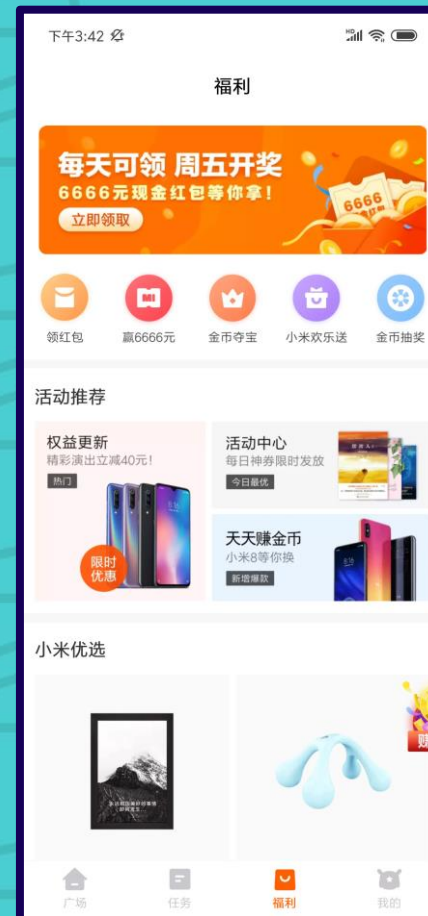 下午3:42
HD
福利
每天可领 周五开奖
6666元现金红包等你拿!
立即领取
6666
领红包
MI
赢6666元
金币夺宝
小米欢乐送
金币抽奖
活动推荐
权益更新
精彩演出立减40元!
热门
限时
优惠
活动中心
每日神券限时发放
今日最优
天天赚金币
小米8等你换
新增爆款
小米优选
广场
任务
福利
我的